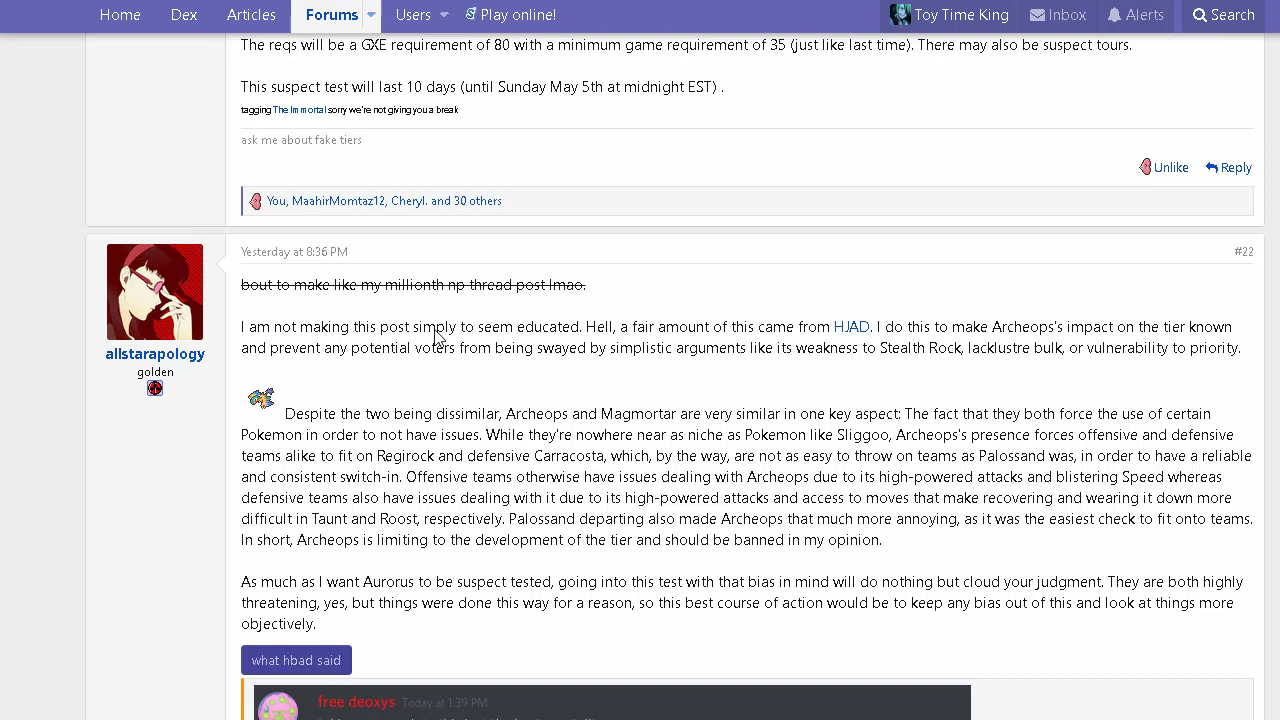 Home Dex Articles Forums Users Play online! Toy Time King Inbox Alerts Search
The reqs will be a GXE requirement of 80 with a minimum game requirement of 35 (just like last time). There may also be suspect tours.
This suspect test will last 10 days (until Sunday May 5th at midnight EST) .
tagging The Immortal sorry we're not giving you a break
ask me about fake tiers
Unlike Reply
You, MaahirMomtaz12, Cheryl. and 30 others
Yesterday at 8:36 PM #22
allstarapology
golden
bout to make like my millionth np thread post lmao.
I am not making this post simply to seem educated. Hell, a fair amount of this came from HJAD. I do this to make Archeops's impact on the tier known
and prevent any potential voters from being swayed by simplistic arguments like its weakness to Stealth Rock, lacklustre bulk, or vulnerability to priority.
Despite the two being dissimilar, Archeops and Magmortar are very similar in one key aspect: The fact that they both force the use of certain
Pokemon in order to not have issues. While they're nowhere near as niche as Pokemon like Sliggoo, Archeops's presence forces offensive and defensive
teams alike to fit on Regirock and defensive Carracosta, which, by the way, are not as easy to throw on teams as Palossand was, in order to have a reliable
and consistent switch-in. Offensive teams otherwise have issues dealing with Archeops due to its high-powered attacks and blistering Speed whereas
defensive teams also have issues dealing with it due to its high-powered attacks and access to moves that make recovering and wearing it down more
difficult in Taunt and Roost, respectively. Palossand departing also made Archeops that much more annoying, as it was the easiest check to fit onto teams.
In short, Archeops is limiting to the development of the tier and should be banned in my opinion.
As much as I want Aurorus to be suspect tested, going into this test with that bias in mind will do nothing but cloud your judgment. They are both highly
threatening, yes, but things were done this way for a reason, so this best course of action would be to keep any bias out of this and look at things more
objectively.
what hbad said
free deoxys Today at 1:39 PM